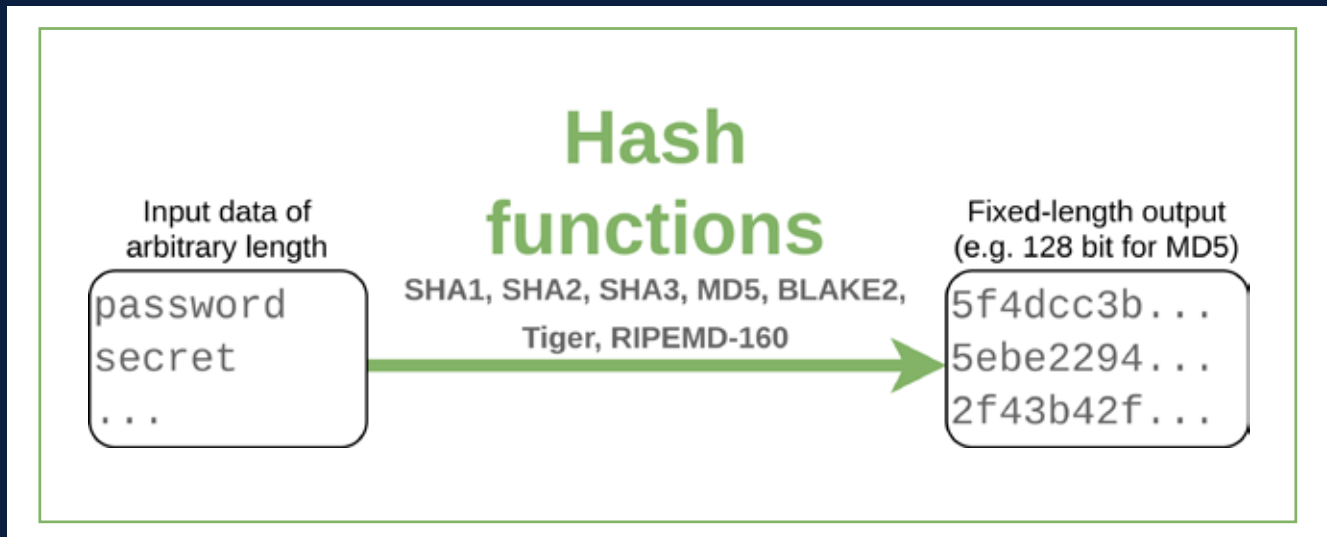 Hash
functions
Input data of
arbitrary length
password
secret
...
SHA1, SHA2, SHA3, MD5, BLAKE2,
Tiger, RIPEMD-160
Fixed-length output
(e.g. 128 bit for MD5)
5f4dcc3b...
5ebe2294...
2f43b42f...